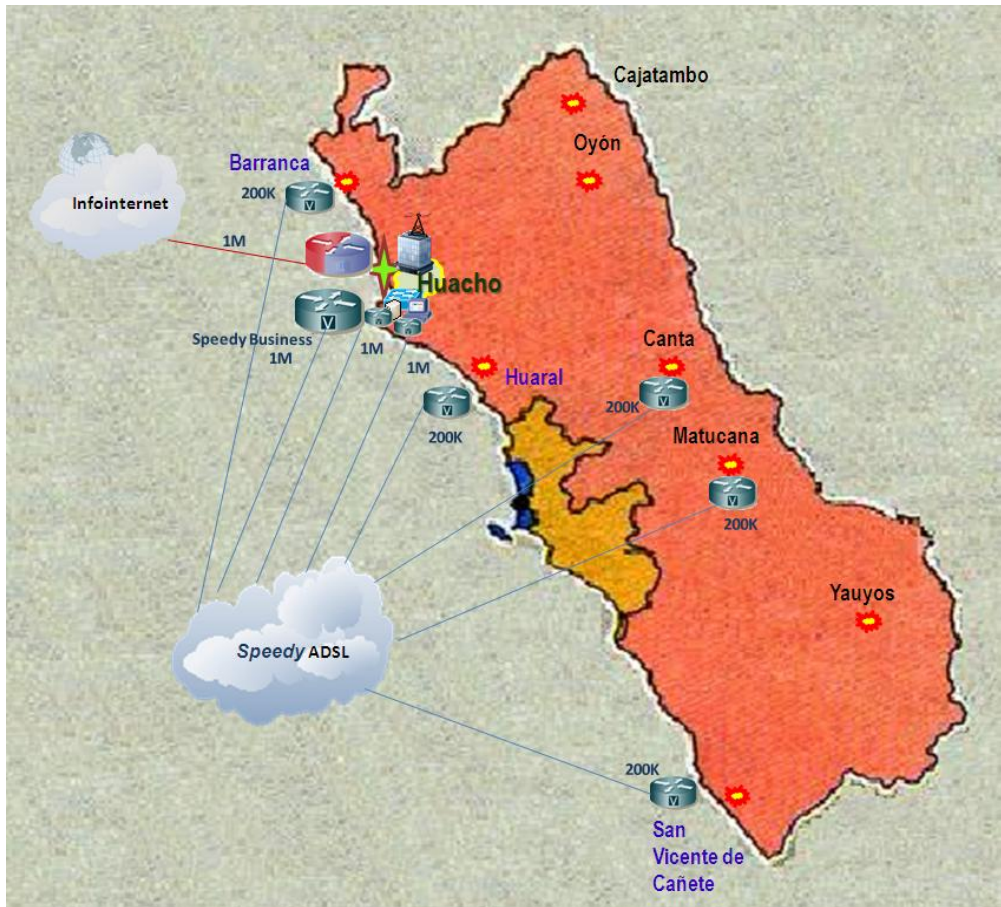 Cajatambo
Oyón
Barranca
200K
Infointernet
1M
Huacho
V
Speedy Business
1M
1M
1M
Canta
Huaral
200K
V
V
200K
Matucana
V
200K
Yauyos
Speedy ADSL
200K
V
San
Vicente de
Cañete
V